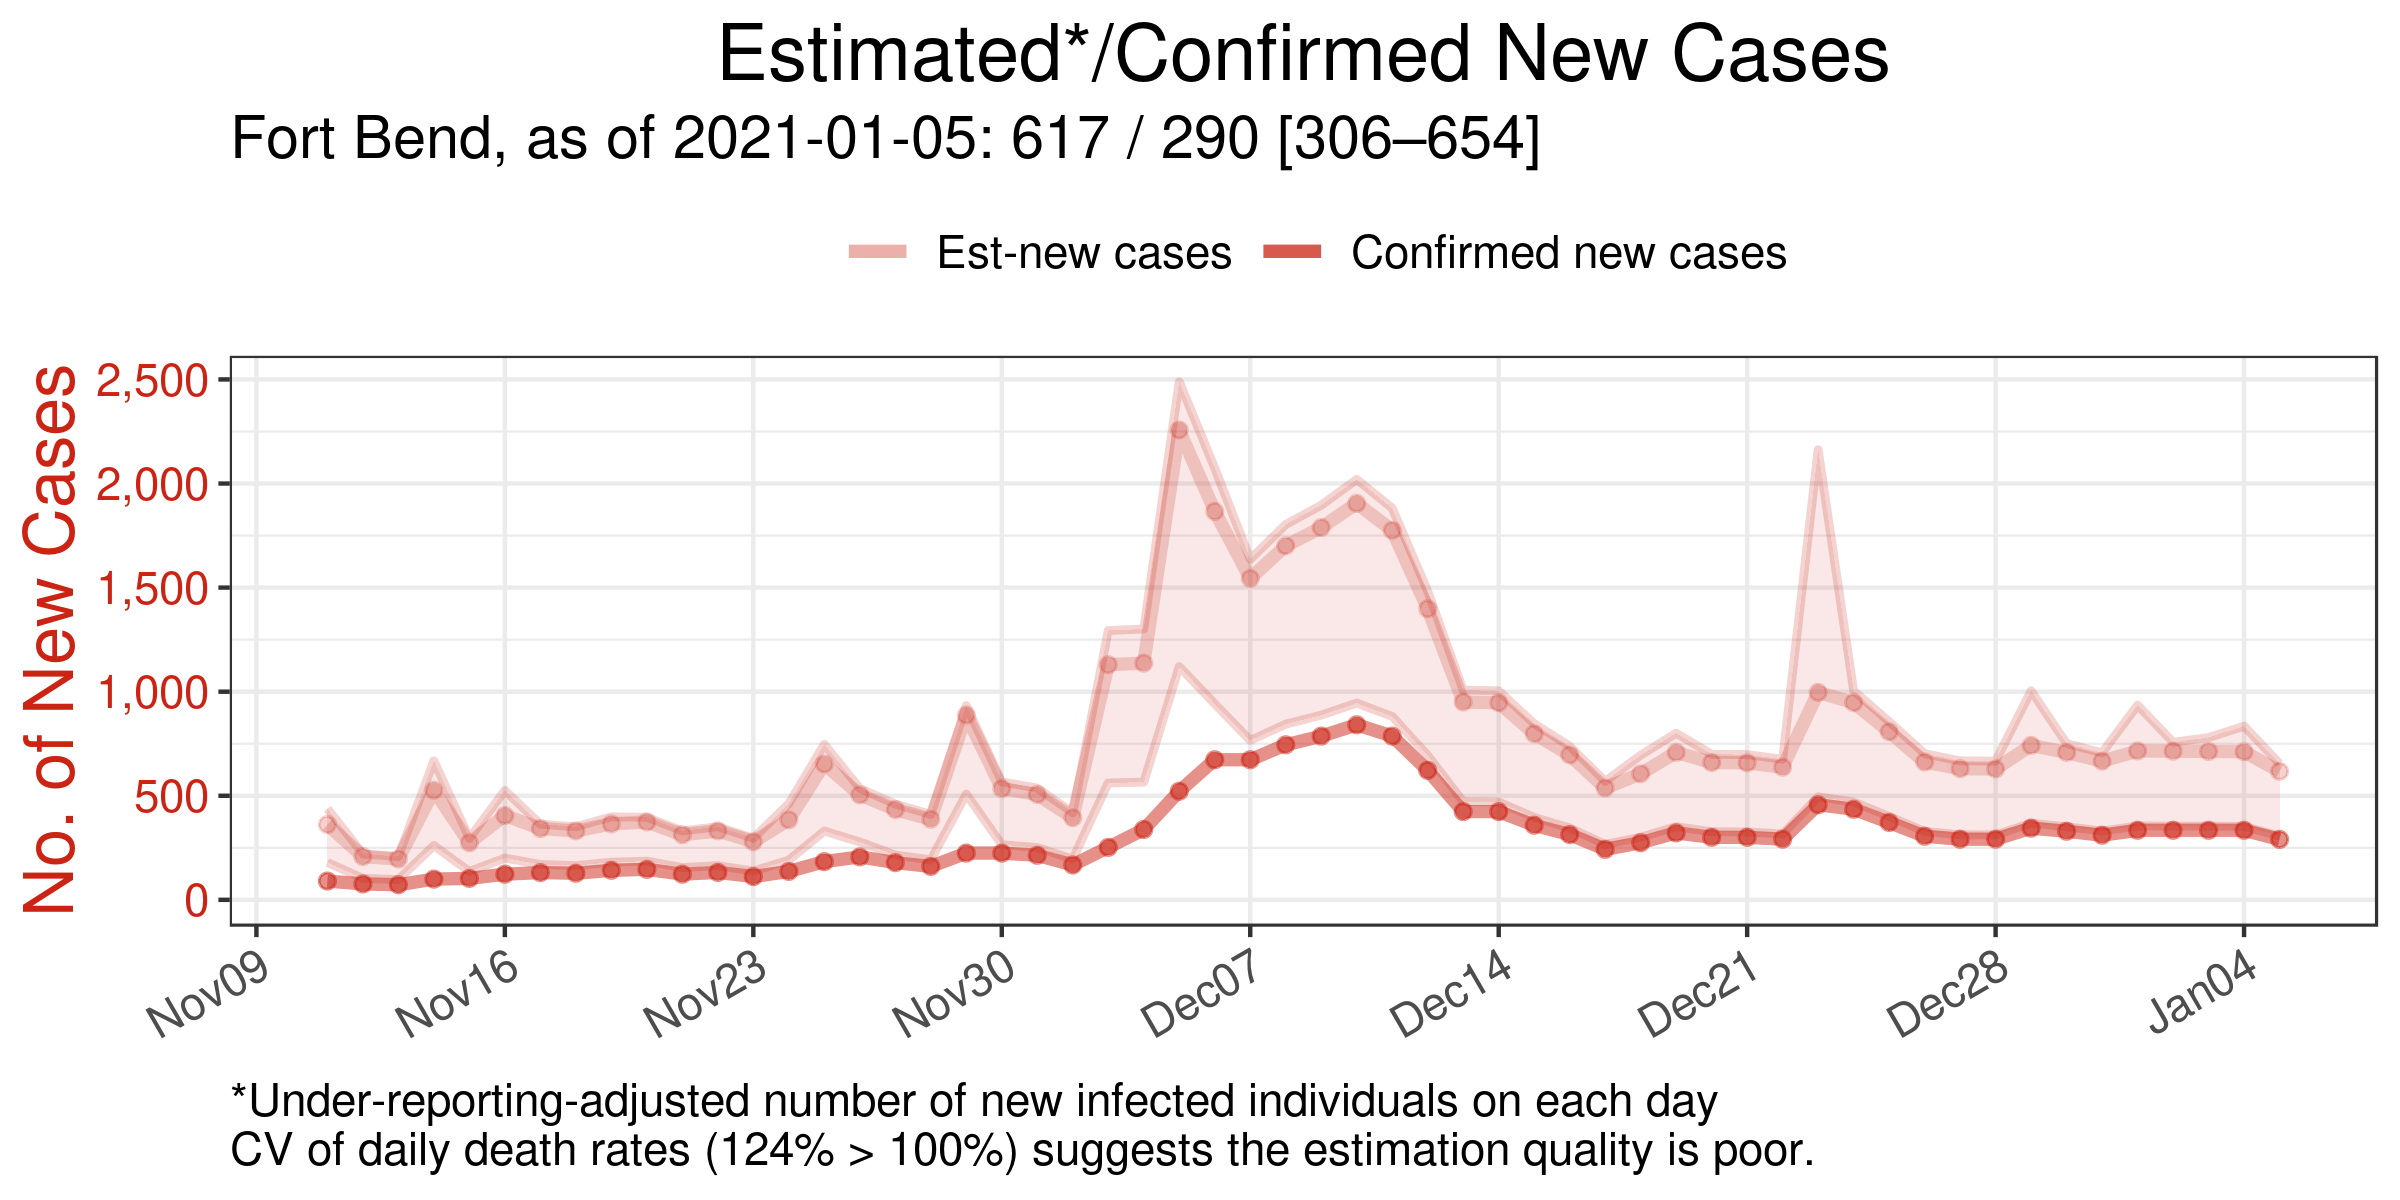 Estimated*/Confirmed New Cases
Fort Bend, as of 2021-01-05: 617 / 290 [306–654]
Est-new cases
Confirmed new cases
No. of New Cases
2,500
2,000
1,500
1,000
500
0
Nov09
Nov16
Nov23
Nov30
Dec07
Dec14
Dec21
Dec28
Jan04
*Under-reporting-adjusted number of new infected individuals on each day
CV of daily death rates (124% > 100%) suggests the estimation quality is poor.